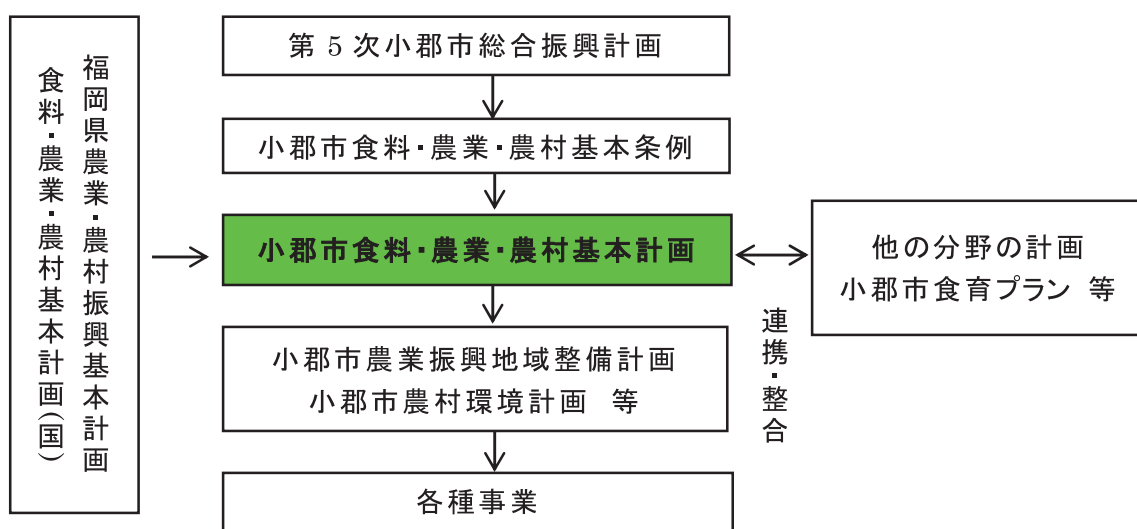 福岡県農業・農村振興基本計画
食料・農業・農村基本計画(国)
第5次小郡市総合振興計画
小郡市食料・農業・農村基本条例
小郡市食料・農業・農村基本計画
他の分野の計画
小郡市食育プラン 等
連携・整合
小郡市農業振興地域整備計画
小郡市農村環境計画 等
各種事業